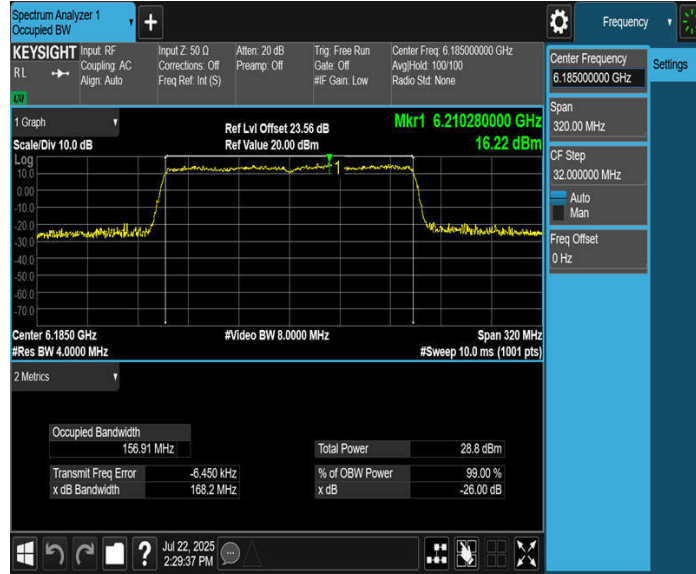 Spectrum Analyzer 1
Occupied BW
+
Frequency
KEYSIGHT
RL
LXI
Input: RF
Coupling: AC
Align: Auto
Input Z: 50 Ω
Corrections: Off
Freq Ref: Int (S)
Atten: 20 dB
Preamp: Off
Trig: Free Run
Gate: Off
#IF Gain: Low
Center Freq: 6.185000000 GHz
Avg|Hold: 100/100
Radio Std: None
Center Frequency
6.185000000 GHz
Settings
Span
320.00 MHz
CF Step
32.000000 MHz
Auto
Man
Freq Offset
0 Hz
1 Graph
Scale/Div 10.0 dB
Ref Lvl Offset 23.56 dB
Ref Value 20.00 dBm
Mkr1 6.210280000 GHz
16.22 dBm
Log
10.0
0.00
-10.0
-20.0
-30.0
-40.0
-50.0
-60.0
-70.0
1
Center 6.1850 GHz
#Res BW 4.0000 MHz
#Video BW 8.0000 MHz
Span 320 MHz
#Sweep 10.0 ms (1001 pts)
2 Metrics
Occupied Bandwidth
156.91 MHz
Total Power 28.8 dBm
Transmit Freq Error -6.450 kHz
% of OBW Power 99.00 %
x dB Bandwidth 168.2 MHz
x dB -26.00 dB
?
Jul 22, 2025
2:29:37 PM